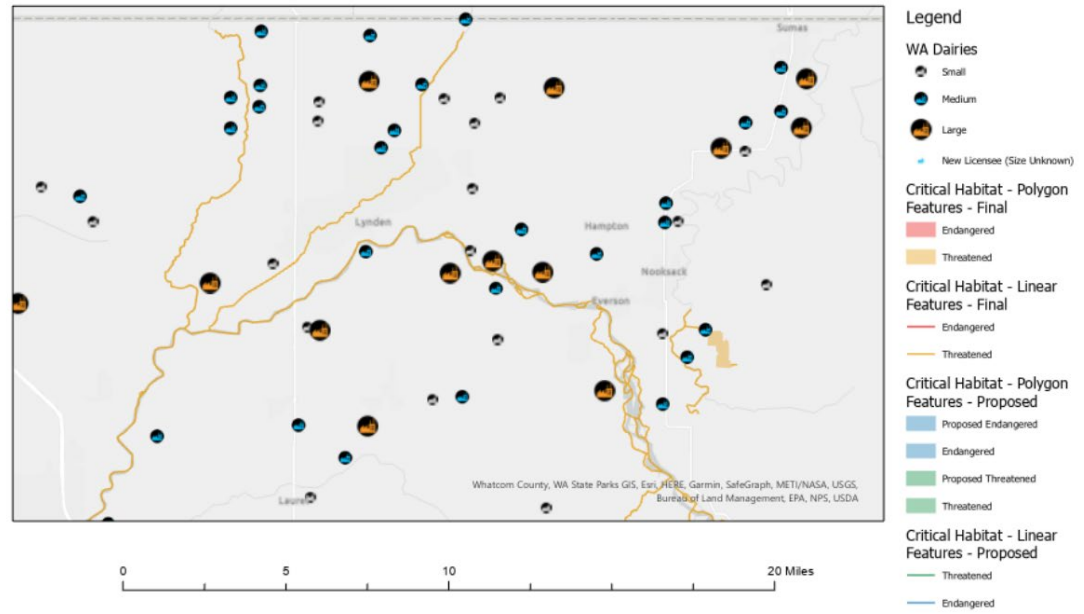 Sumas
Lynden
Hampton
Nooksack
Everson
Laurel
Whatcom County, WA State Parks GIS, Esri, HERE, Garmin, SafeGraph, METI/NASA, USGS,
Bureau of Land Management, EPA, NPS, USDA
0 5 10 20 Miles
Legend
WA Dairies
Small
Medium
Large
New Licensee (Size Unknown)
Critical Habitat - Polygon
Features - Final
Endangered
Threatened
Critical Habitat - Linear
Features - Final
Endangered
Threatened
Critical Habitat - Polygon
Features - Proposed
Proposed Endangered
Endangered
Proposed Threatened
Threatened
Critical Habitat - Linear
Features - Proposed
Threatened
Endangered